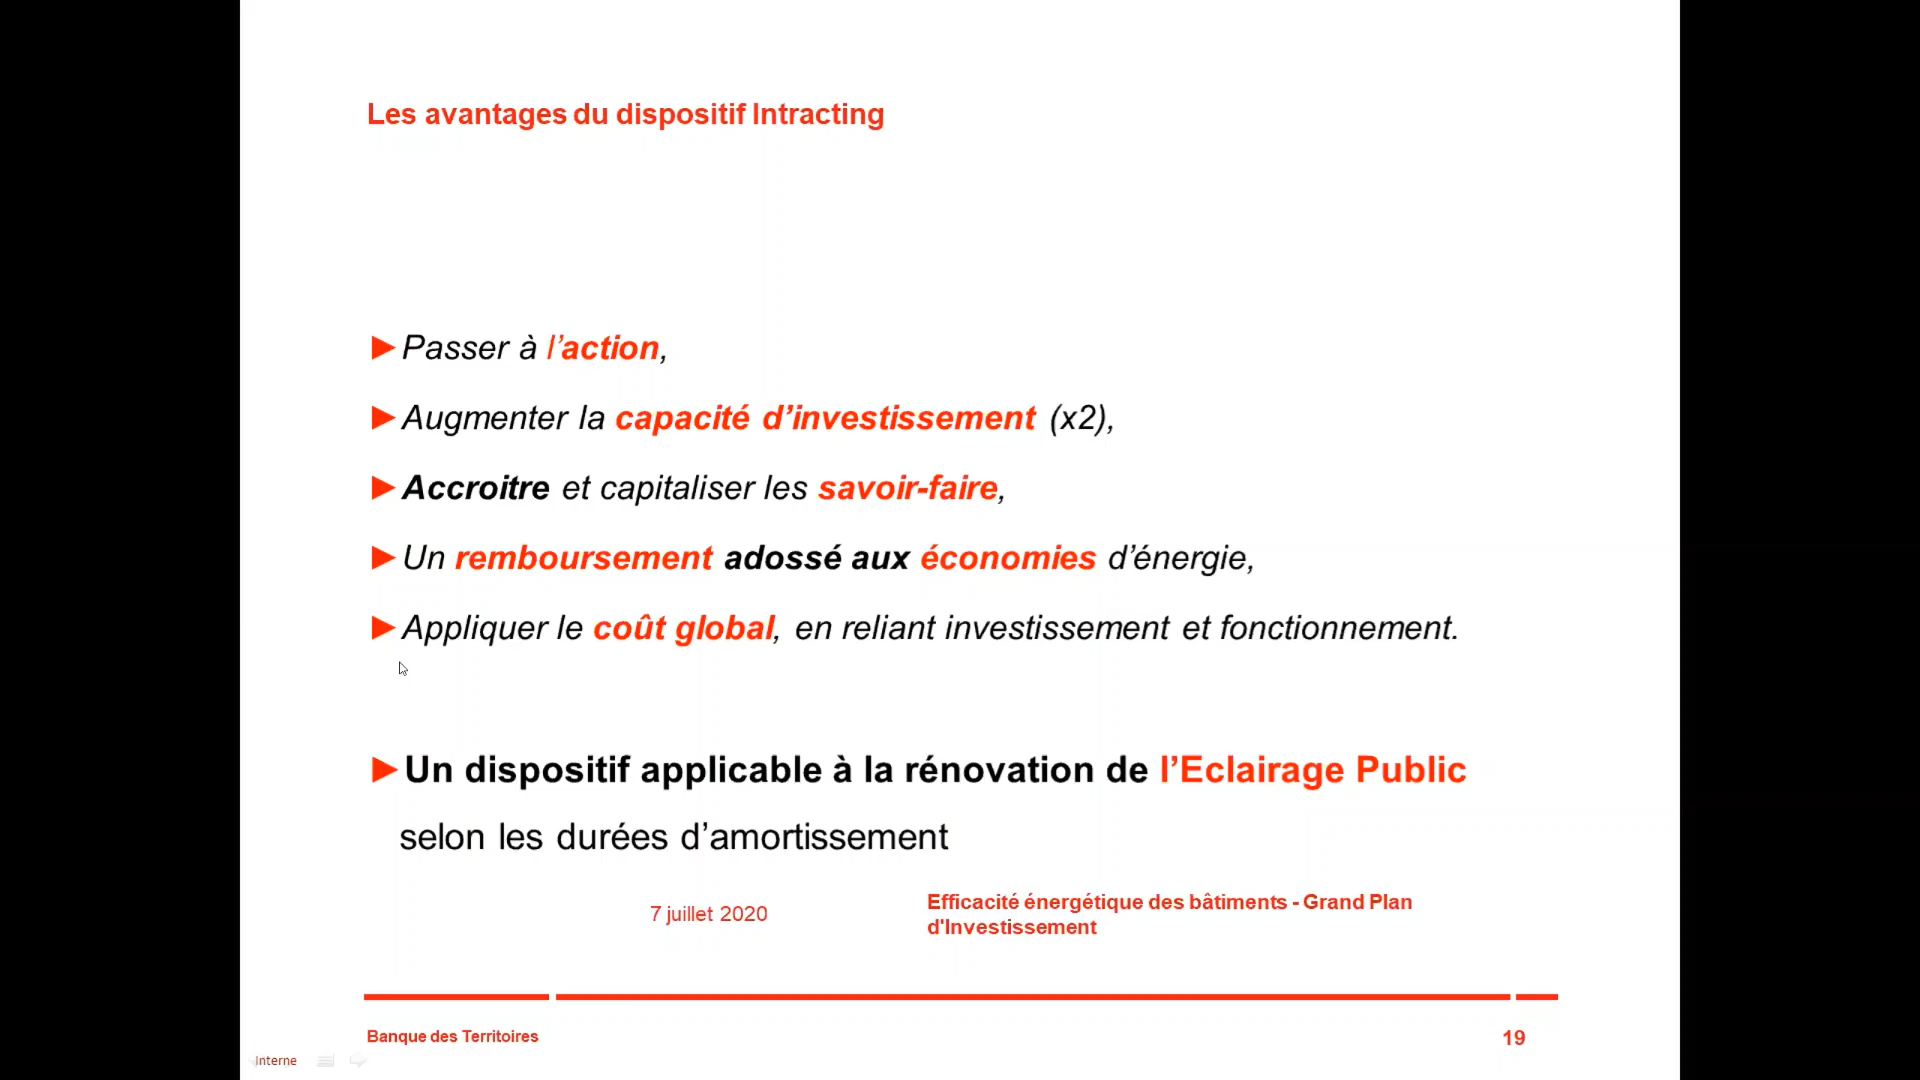 Les avantages du dispositif Intracting
►Passer à l’action,
►Augmenter la capacité d’investissement (x2),
►Accroitre et capitaliser les savoir-faire,
►Un remboursement adossé aux économies d’énergie,
►Appliquer le coût global, en reliant investissement et fonctionnement.
►Un dispositif applicable à la rénovation de l’Eclairage Public
selon les durées d’amortissement
7 juillet 2020
Efficacité énergétique des bâtiments - Grand Plan
d'Investissement
Banque des Territoires
19
Interne